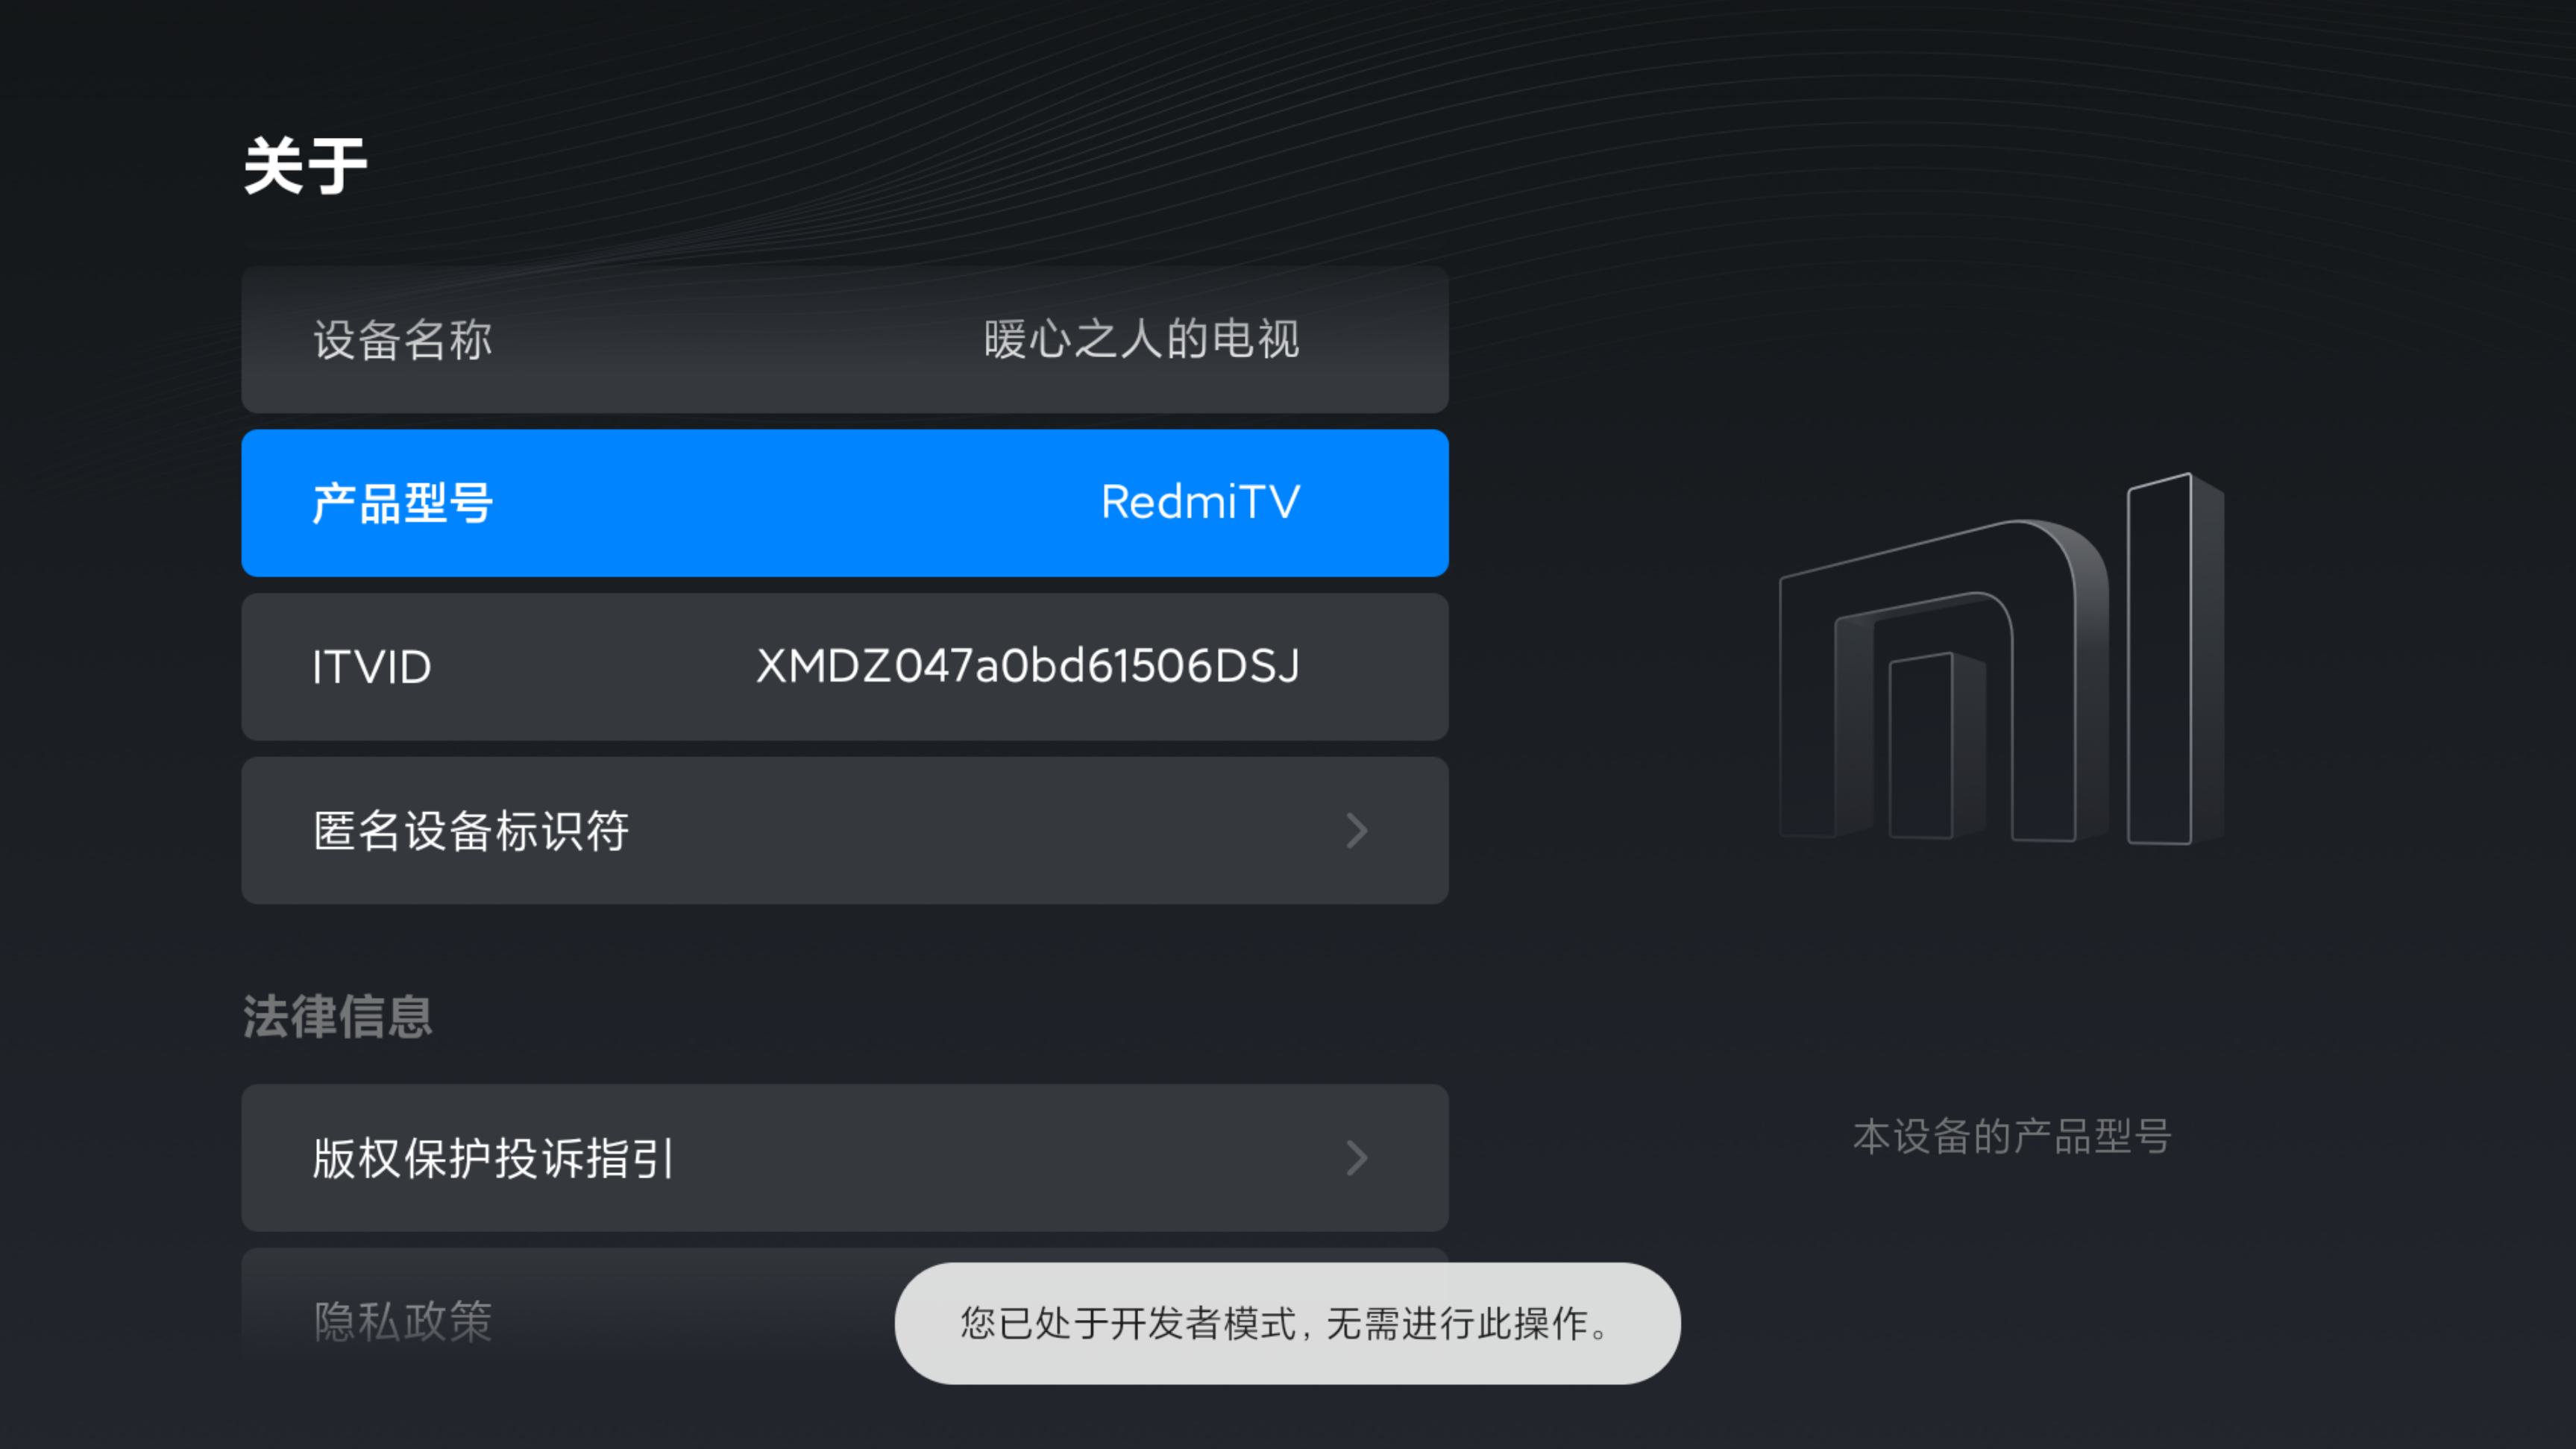 关于
设备名称 暖心之人的电视
产品型号 RedmiTV
ITVID XMDZ047a0bd61506DSJ
匿名设备标识符
法律信息
版权保护投诉指引
本设备的产品型号
隐私政策
您已处于开发者模式，无需进行此操作。